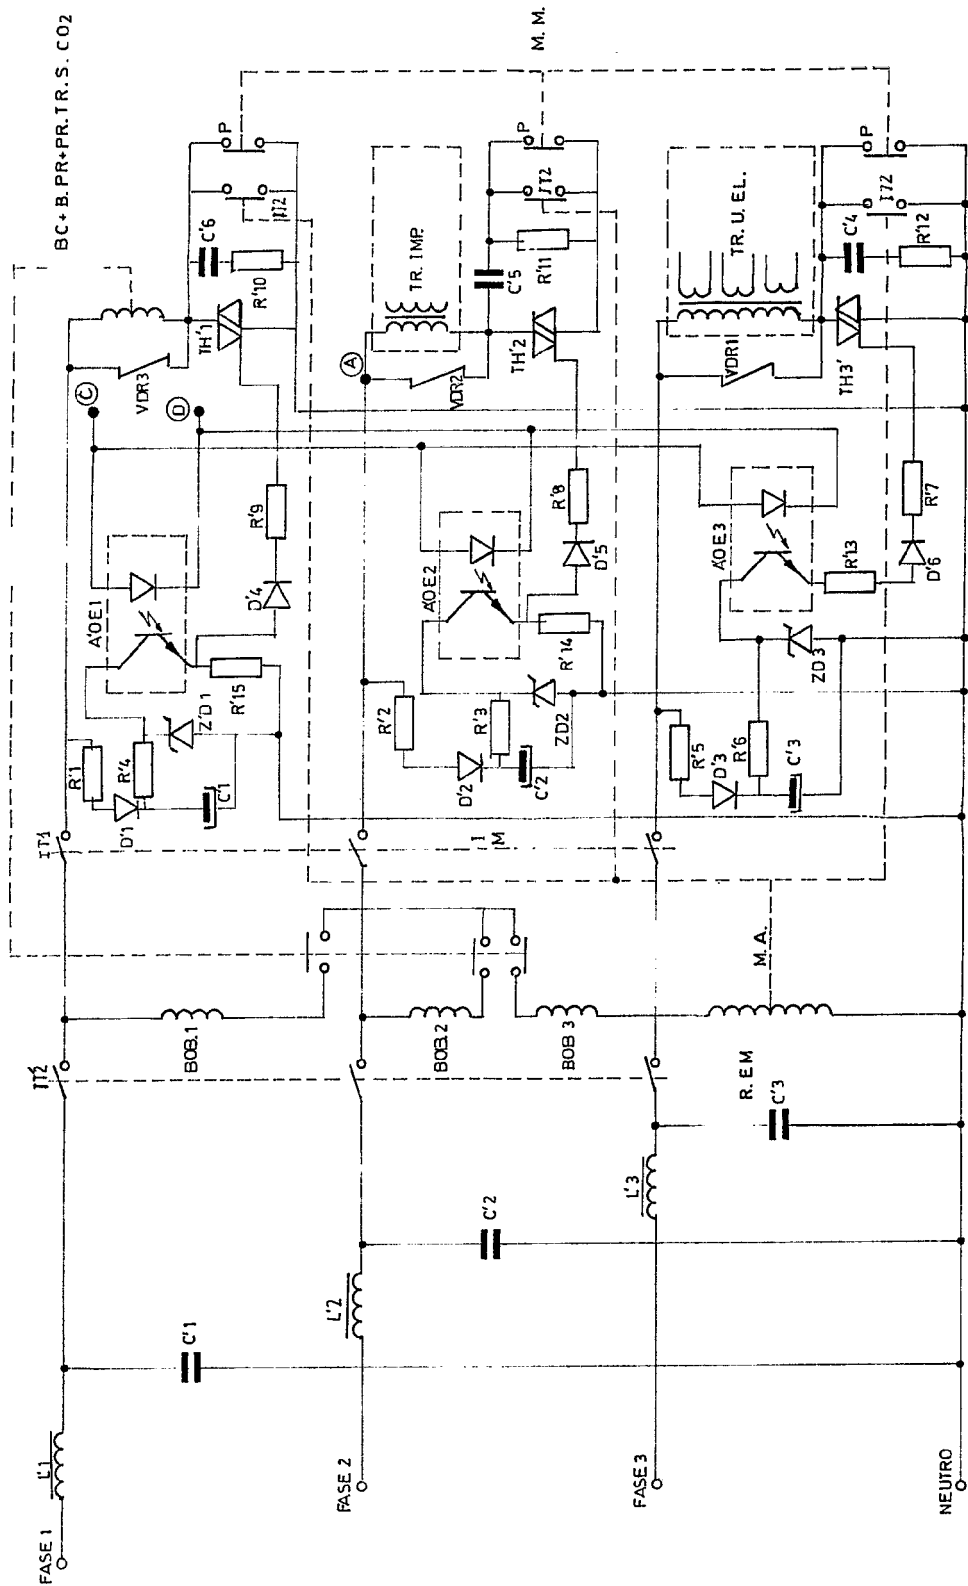 BC+B.PR+PR.TR.S. CO2
M. M.
P
IT2
C'6
R'10
TH'1
VDR3
C
D
R'9
D'4
A'OE1
R'15
Z'D1
R'1
R'4
D'1
C'1
IT1
TR. IMP.
P
IT2
C'5
R'11
A
TH'2
VDR2
R'8
D'5
A'OE2
R'14
R'2
R'3
ZD2
D'2
C'2
I M
TR. U. EL.
P
IT2
C'4
R'12
VDR1
TH3'
R'7
A'OE3
R'13
D'6
ZD3
R'5
R'6
D'3
C'3
M.A.
BOB.1
BOB.2
BOB 3
R. EM
C'3
L'3
C'2
L'2
C'1
L'1
FASE 1
FASE 2
FASE 3
NEUTRO